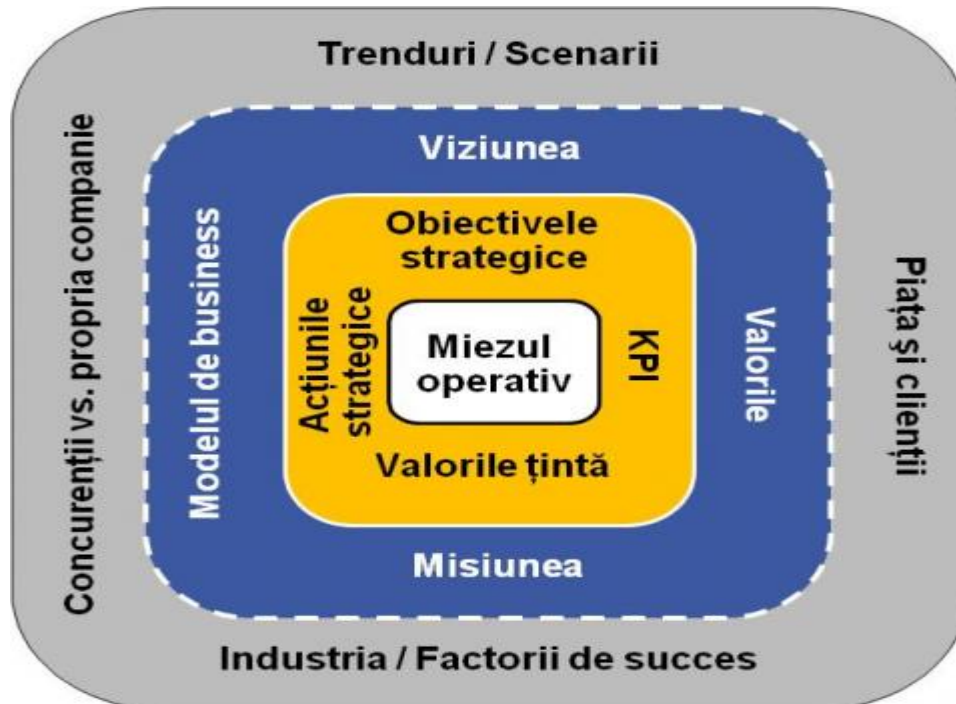 Trenduri / Scenarii
Concurenții vs. propria companie
Viziunea
Modelul de business
Obiectivele
strategice
Acțiunile
strategice
Miezul
operativ
KPI
Valorile țintă
Valorile
Piața și clienții
Misiunea
Industria / Factorii de succes